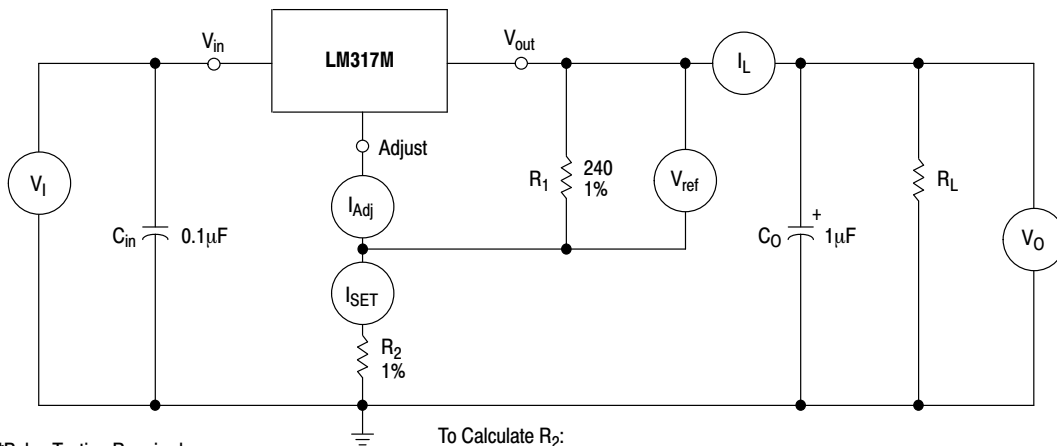 V_in
LM317M
V_out
I_L
Adjust
V_I
C_in
0.1μF
I_Adj
R_1
240
1%
V_ref
C_O
+
1μF
R_L
V_O
I_SET
R_2
1%
To Calculate R_2: